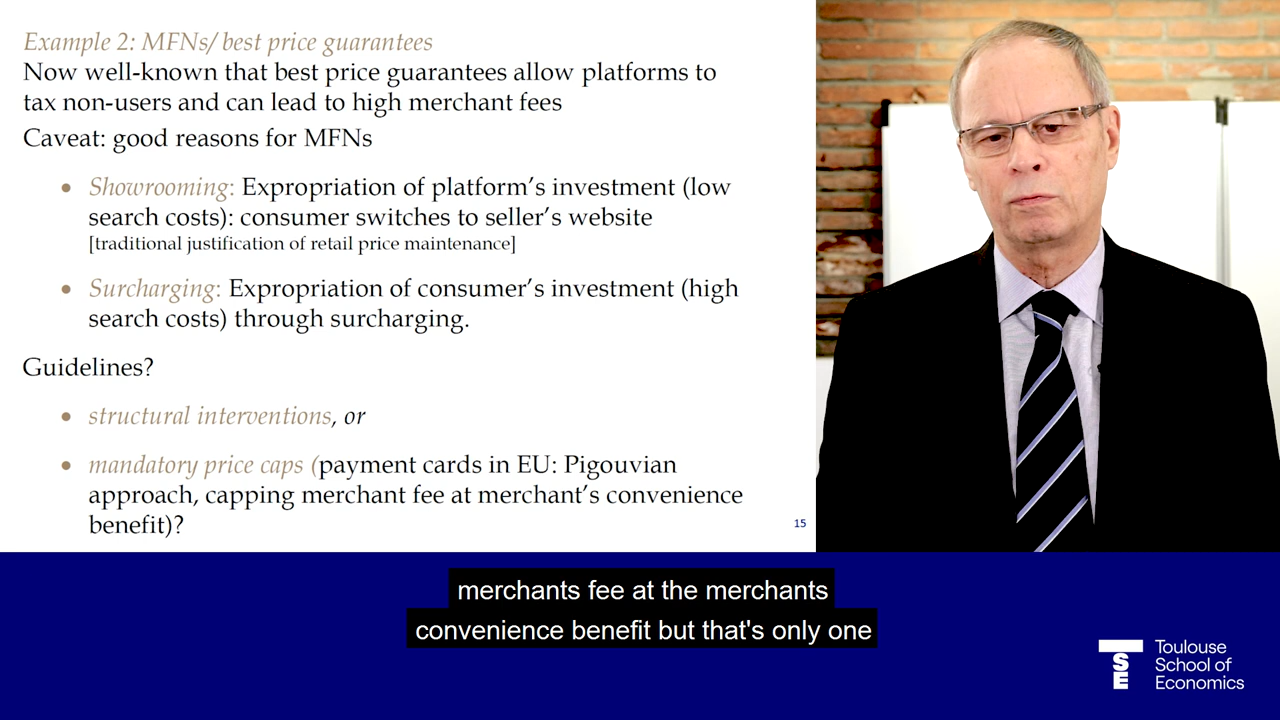 Example 2: MFNs/ best price guarantees
Now well-known that best price guarantees allow platforms to
tax non-users and can lead to high merchant fees
Caveat: good reasons for MFNs
• Showrooming: Expropriation of platform's investment (low
search costs): consumer switches to seller's website
[traditional justification of retail price maintenance]
• Surcharging: Expropriation of consumer's investment (high
search costs) through surcharging.
Guidelines?
• structural interventions, or
• mandatory price caps (payment cards in EU: Pigouvian
approach, capping merchant fee at merchant's convenience
benefit)?
15
merchants fee at the merchants
convenience benefit but that's only one
TSE
Toulouse
School of
Economics